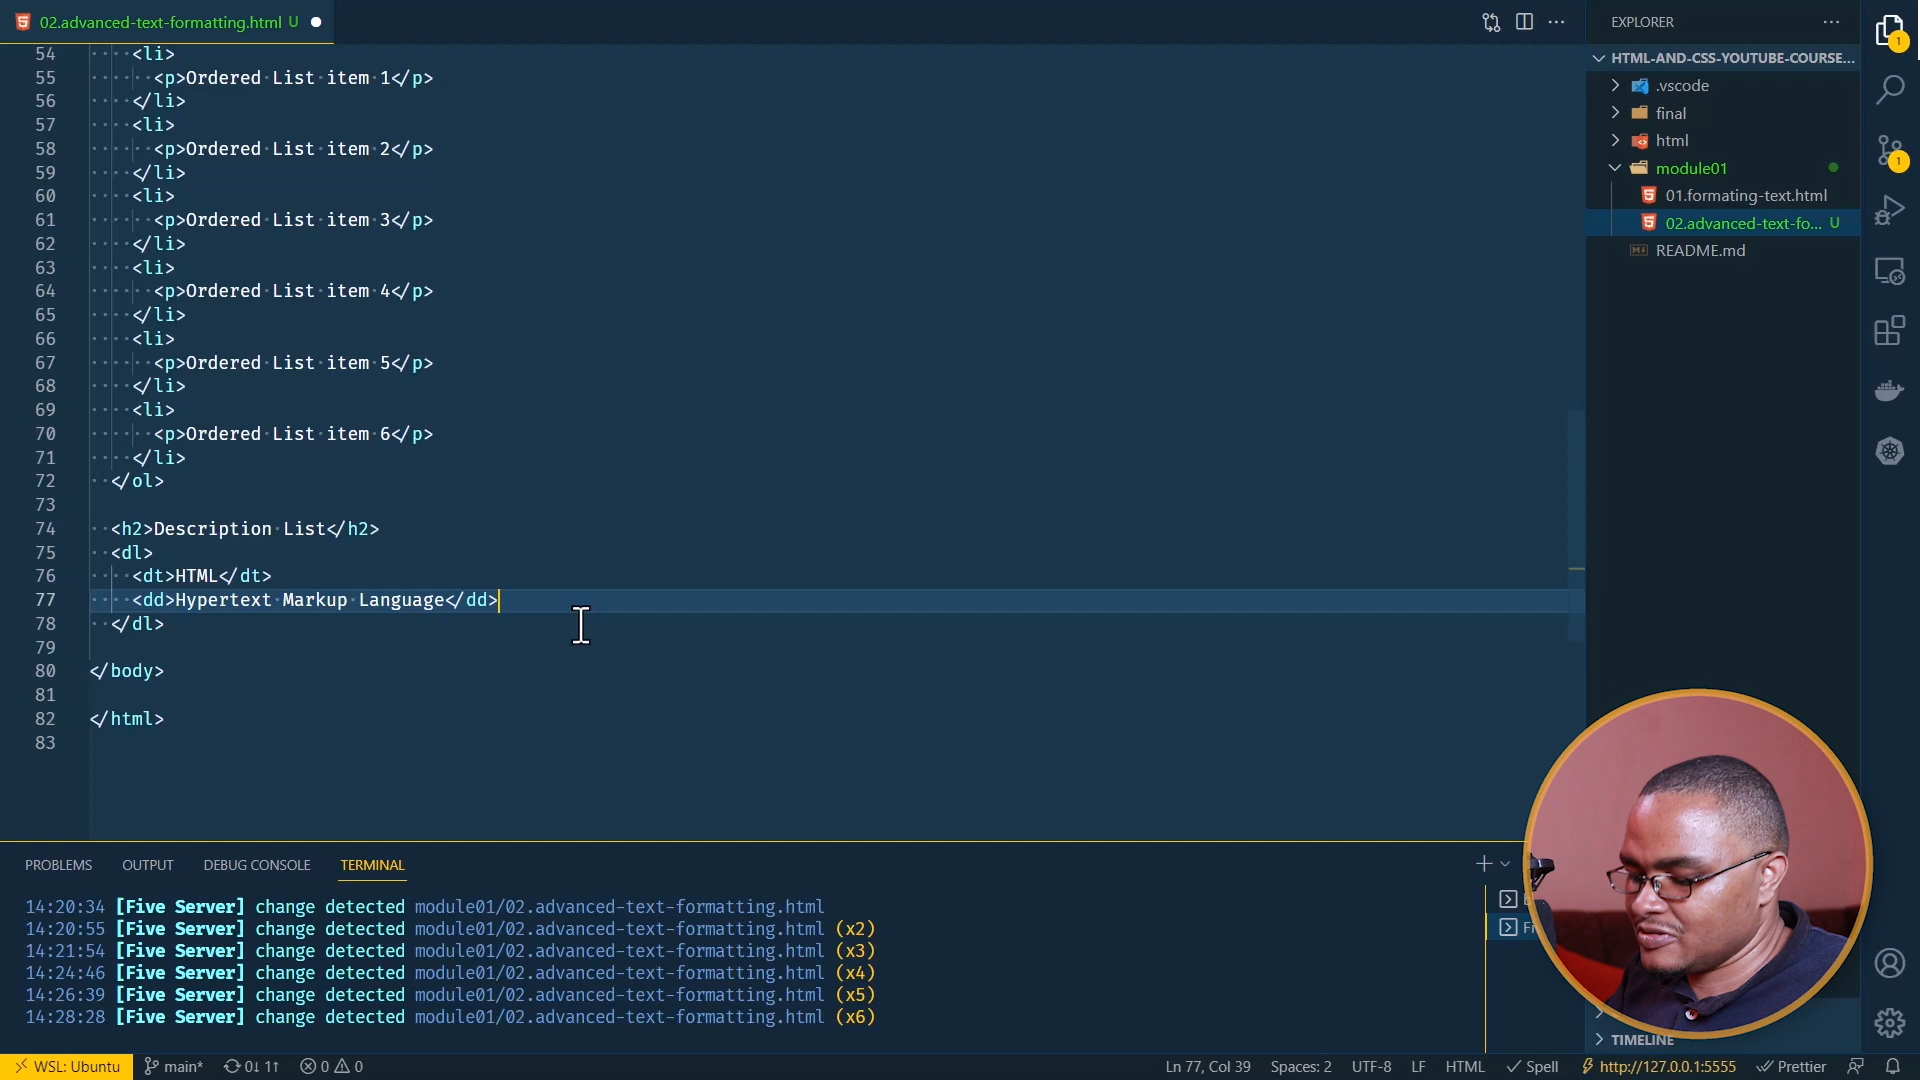 02.advanced-text-formatting.html U
EXPLORER
HTML-AND-CSS-YOUTUBE-COURSE...
.vscode
final
html
module01
01.formating-text.html
02.advanced-text-fo... U
README.md
1
1
54 <li>
55 <p>Ordered List item 1</p>
56 </li>
57 <li>
58 <p>Ordered List item 2</p>
59 </li>
60 <li>
61 <p>Ordered List item 3</p>
62 </li>
63 <li>
64 <p>Ordered List item 4</p>
65 </li>
66 <li>
67 <p>Ordered List item 5</p>
68 </li>
69 <li>
70 <p>Ordered List item 6</p>
71 </li>
72 </ol>
73
74 <h2>Description List</h2>
75 <dl>
76 <dt>HTML</dt>
77 <dd>Hypertext Markup Language</dd>
78 </dl>
79
80 </body>
81
82 </html>
83
PROBLEMS OUTPUT DEBUG CONSOLE TERMINAL
14:20:34 [Five Server] change detected module01/02.advanced-text-formatting.html
14:20:55 [Five Server] change detected module01/02.advanced-text-formatting.html (x2)
14:21:54 [Five Server] change detected module01/02.advanced-text-formatting.html (x3)
14:24:46 [Five Server] change detected module01/02.advanced-text-formatting.html (x4)
14:26:39 [Five Server] change detected module01/02.advanced-text-formatting.html (x5)
14:28:28 [Five Server] change detected module01/02.advanced-text-formatting.html (x6)
TIMELINE
WSL: Ubuntu main* 0↓ 1↑ 0 0 Ln 77, Col 39 Spaces: 2 UTF-8 LF HTML Spell http://127.0.0.1:5555 Prettier